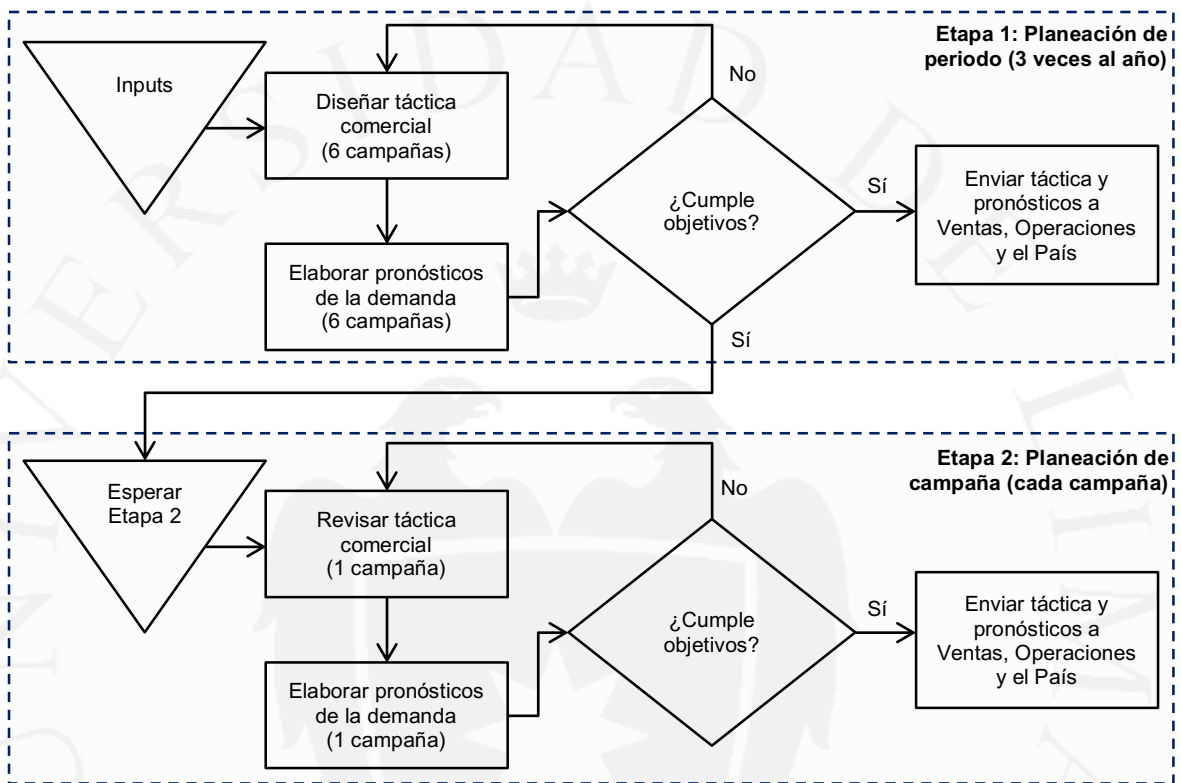 Etapa 1: Planeación de
periodo (3 veces al año)
Inputs
Diseñar táctica
comercial
(6 campañas)
No
¿Cumple
objetivos?
Sí
Enviar táctica y
pronósticos a
Ventas, Operaciones
y el País
Elaborar pronósticos
de la demanda
(6 campañas)
Sí
Etapa 2: Planeación de
campaña (cada campaña)
Esperar
Etapa 2
Revisar táctica
comercial
(1 campaña)
No
¿Cumple
objetivos?
Sí
Enviar táctica y
pronósticos a
Ventas, Operaciones
y el País
Elaborar pronósticos
de la demanda
(1 campaña)